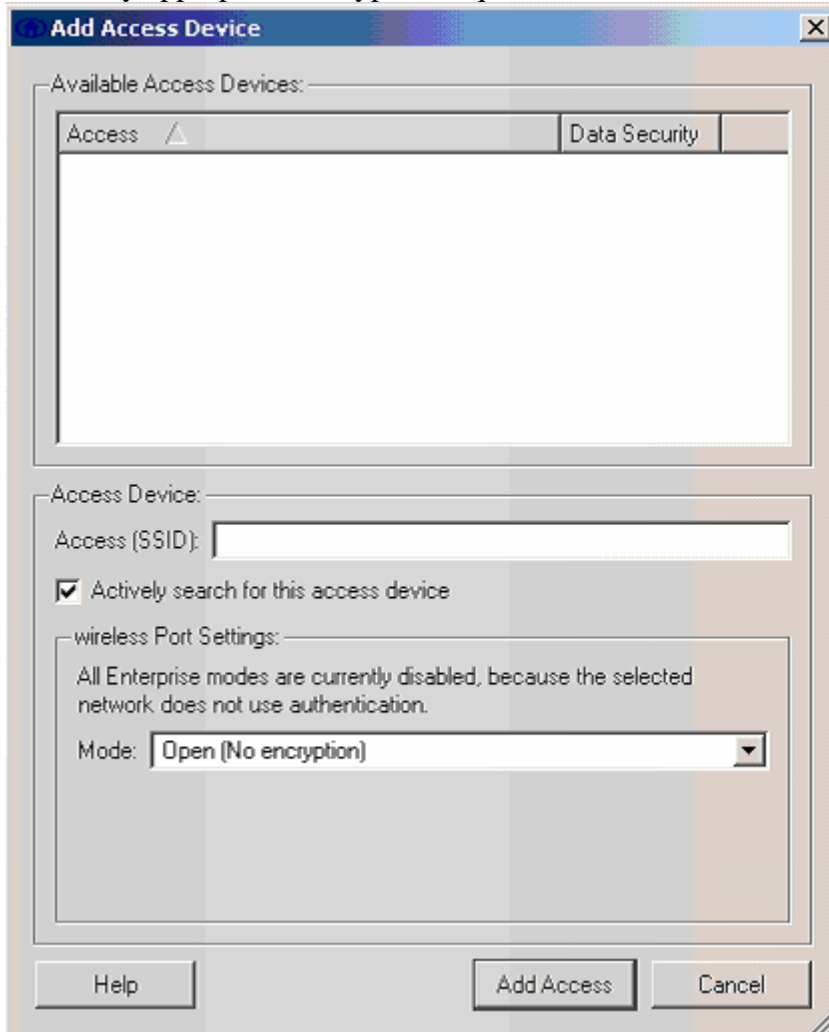 Add Access Device
Available Access Devices:
Access
Data Security
Access Device:
Access (SSID):
Actively search for this access device
wireless Port Settings:
All Enterprise modes are currently disabled, because the selected
network does not use authentication.
Mode: Open (No encryption)
Help
Add Access
Cancel